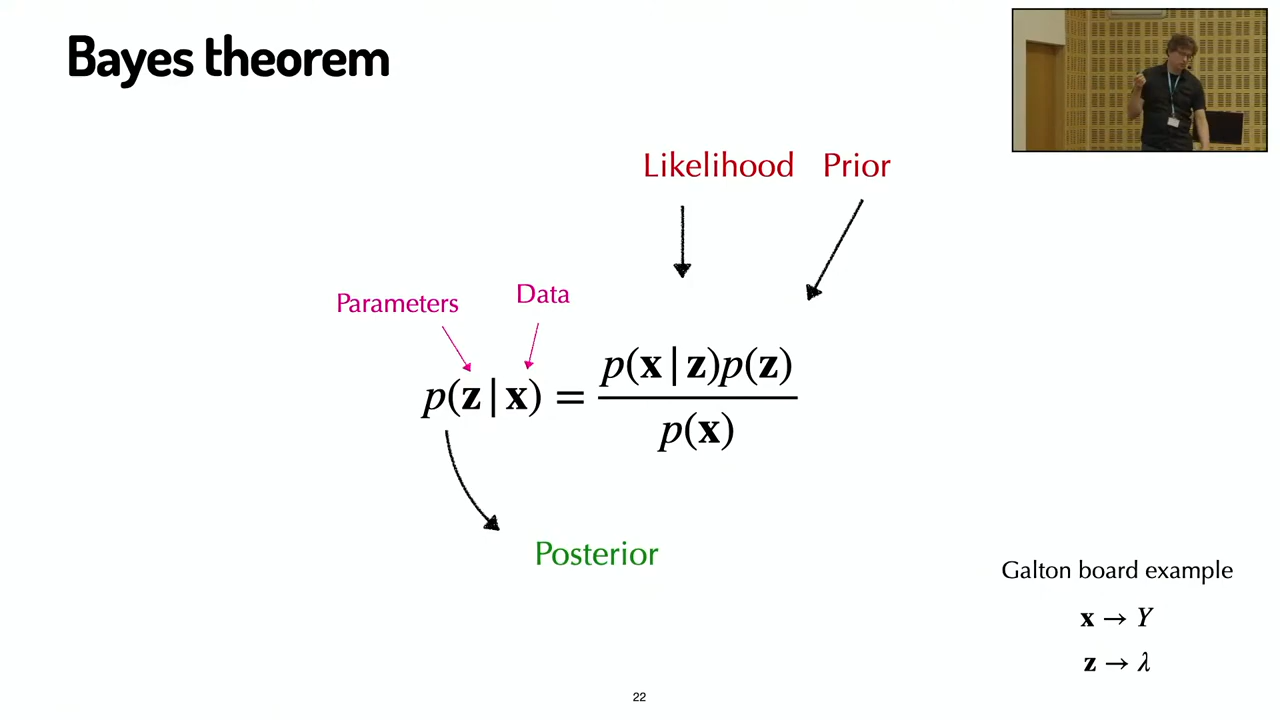 Bayes theorem
Likelihood Prior
Parameters Data
p(z|x) = p(x|z)p(z) / p(x)
Posterior
Galton board example
x → Y
z → λ
22